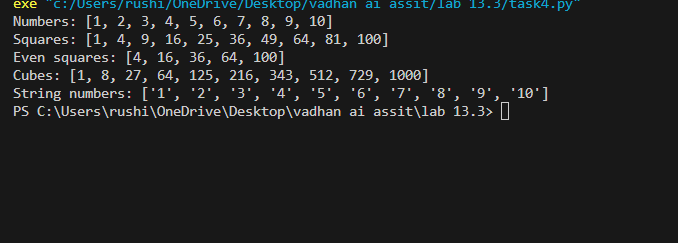 exe "c:/Users/rushi/OneDrive/Desktop/vadhan ai assit/lab 13.3/task4.py"
Numbers: [1, 2, 3, 4, 5, 6, 7, 8, 9, 10]
Squares: [1, 4, 9, 16, 25, 36, 49, 64, 81, 100]
Even squares: [4, 16, 36, 64, 100]
Cubes: [1, 8, 27, 64, 125, 216, 343, 512, 729, 1000]
String numbers: ['1', '2', '3', '4', '5', '6', '7', '8', '9', '10']
PS C:\Users\rushi\OneDrive\Desktop\vadhan ai assit\lab 13.3>